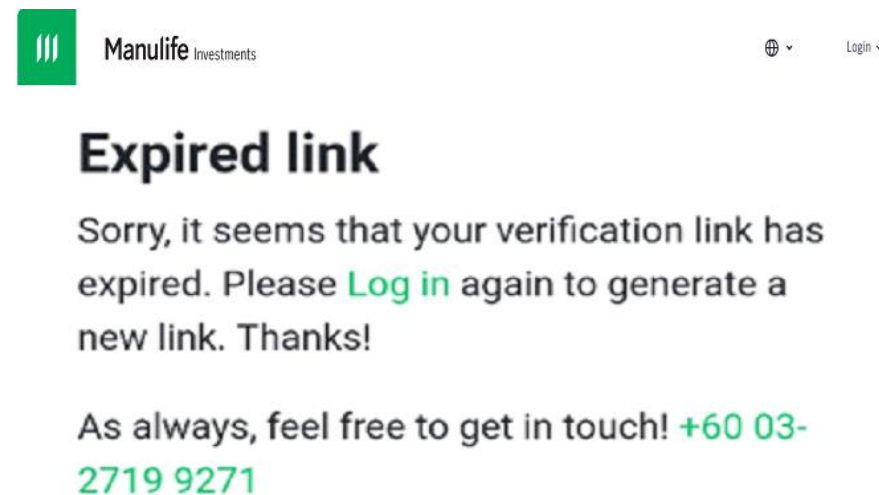 Manulife Investments
Login
Expired link
Sorry, it seems that your verification link has
expired. Please Log in again to generate a
new link. Thanks!
As always, feel free to get in touch! +60 03-
2719 9271